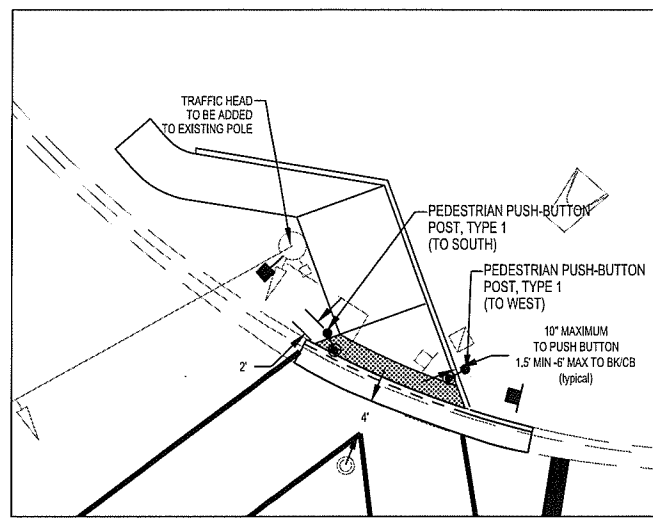 TRAFFIC HEAD
TO BE ADDED
TO EXISTING POLE
PEDESTRIAN PUSH-BUTTON
POST, TYPE 1
(TO SOUTH)
PEDESTRIAN PUSH-BUTTON
POST, TYPE 1
(TO WEST)
10" MAXIMUM
TO PUSH BUTTON
1.5' MIN -6' MAX TO BK/CB
(typical)
2'
4'